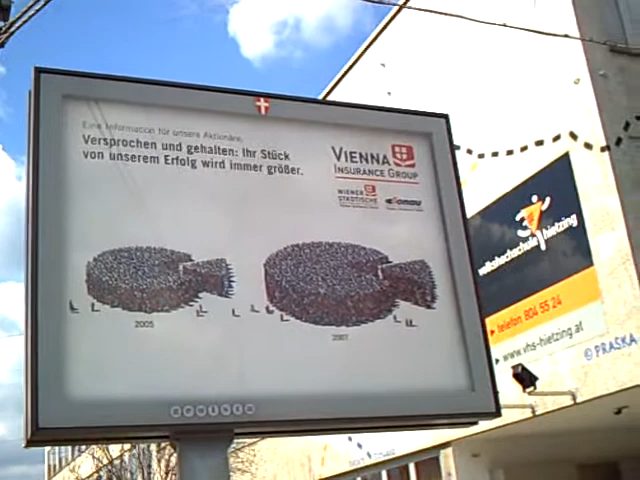 Eine Information für unsere Aktionäre.
Versprochen und gehalten: Ihr Stück
von unserem Erfolg wird immer größer.
VIENNA
INSURANCE GROUP
WIENER
STÄDTISCHE
donau
2005
2007
GEWISTA
volkshochschule hietzing
telefon 804 55 24
www.vhs-hietzing.at
© PRASKA